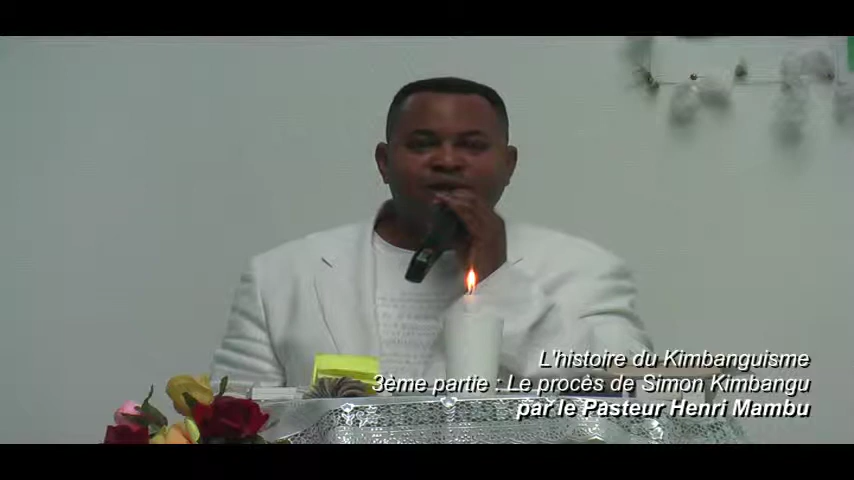 L'histoire du Kimbanguisme
3ème partie : Le procès de Simon Kimbangu
par le Pasteur Henri Mambu